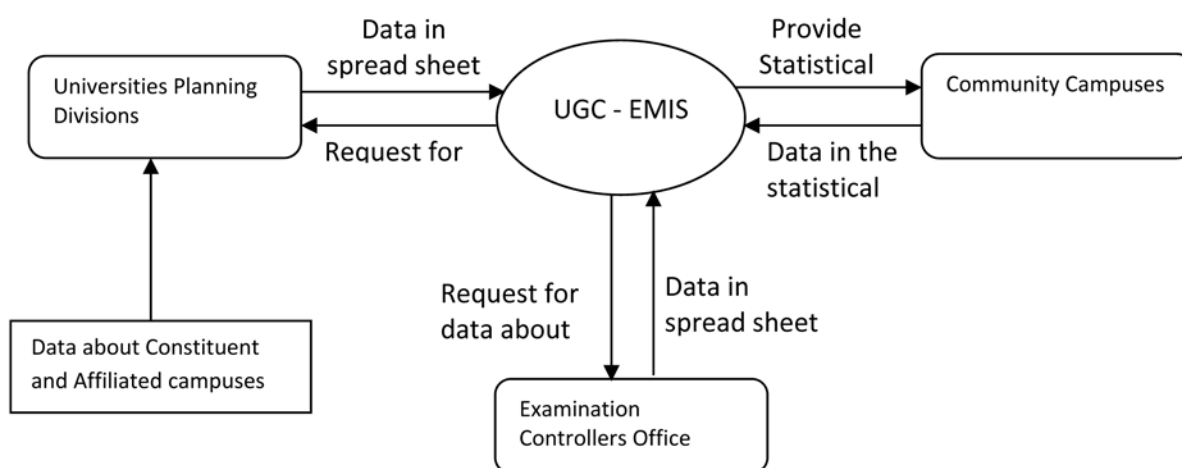 Data in
spread sheet
Provide
Statistical
Universities Planning
Divisions
UGC - EMIS
Community Campuses
Request for
Data in the
statistical
Request for
data about
Data in
spread sheet
Data about Constituent
and Affiliated campuses
Examination
Controllers Office